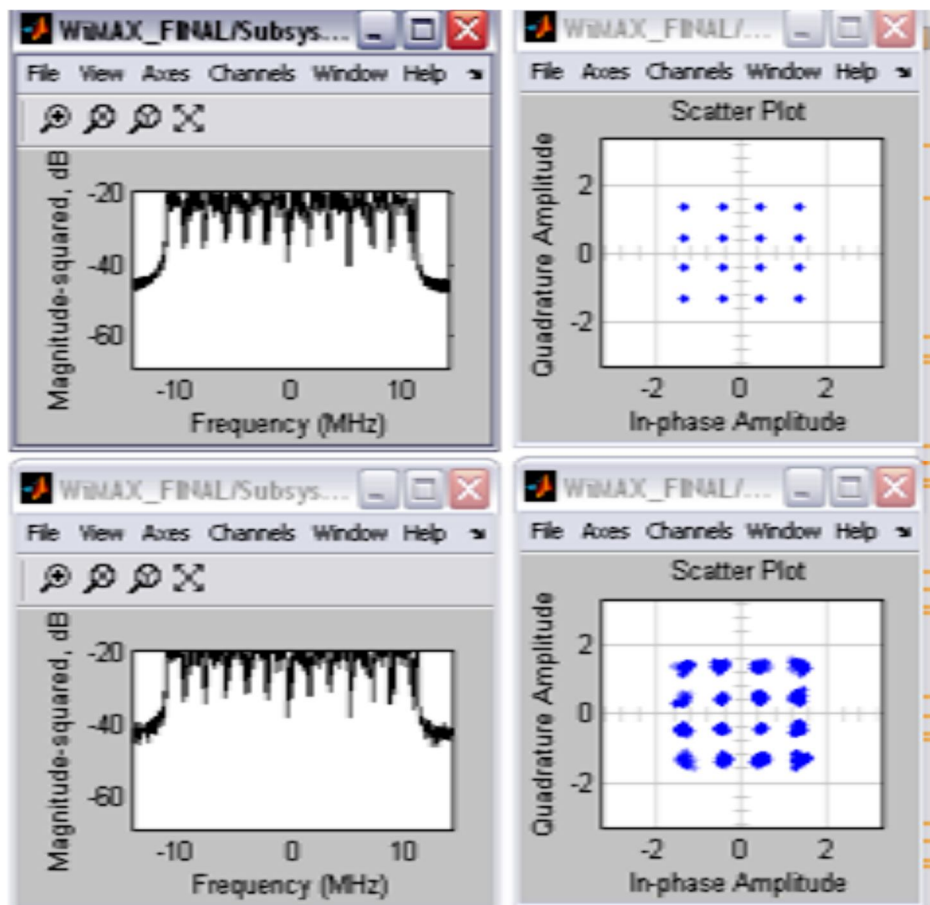 WiMAX_FINAL/Subsys...
File View Axes Channels Window Help
Magnitude-squared, dB
-20
-40
-60
-10 0 10
Frequency (MHz)
WiMAX_FINAL/...
File Axes Channels Window Help
Scatter Plot
Quadrature Amplitude
2
0
-2
-2 0 2
In-phase Amplitude
WiMAX_FINAL/Subsys...
File View Axes Channels Window Help
Magnitude-squared, dB
-20
-40
-60
-10 0 10
Frequency (MHz)
WiMAX_FINAL/...
File Axes Channels Window Help
Scatter Plot
Quadrature Amplitude
2
0
-2
-2 0 2
In-phase Amplitude